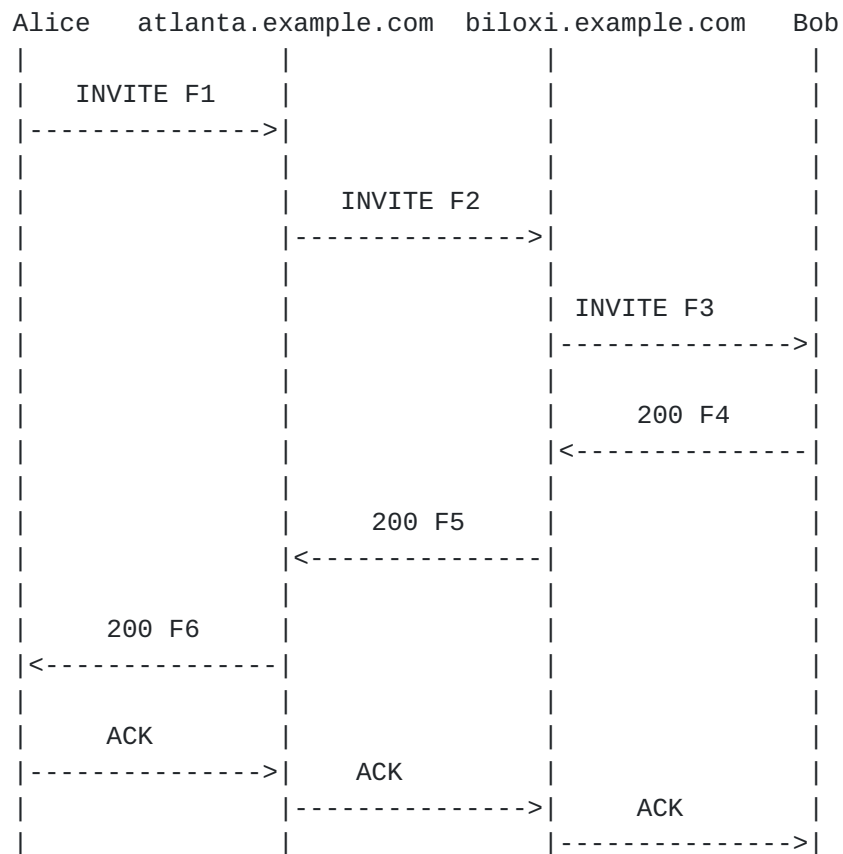 Alice   atlanta.example.com  biloxi.example.com   Bob
|                |                |                |
|   INVITE F1    |                |                |
|--------------->|                |                |
|                |                |                |
|                |   INVITE F2    |                |
|                |--------------->|                |
|                |                |                |
|                |                | INVITE F3      |
|                |                |--------------->|
|                |                |                |
|                |                |     200 F4     |
|                |                |<---------------|
|                |                |                |
|                |     200 F5     |                |
|                |<---------------|                |
|                |                |                |
|     200 F6     |                |                |
|<---------------|                |                |
|                |                |                |
|     ACK        |                |                |
|--------------->|    ACK         |                |
|                |--------------->|     ACK        |
|                |                |--------------->|